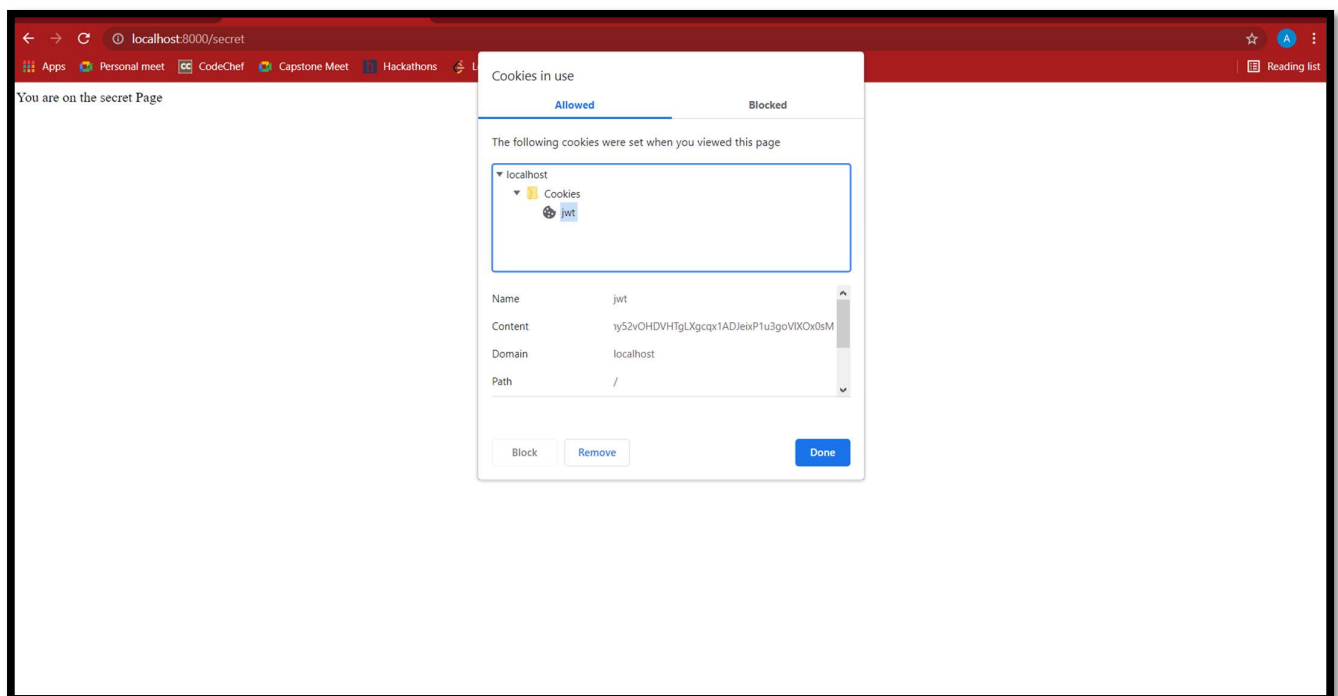 localhost:8000/secret
A
Apps Personal meet CC CodeChef Capstone Meet Hackathons Reading list
You are on the secret Page
Cookies in use
Allowed Blocked
The following cookies were set when you viewed this page
localhost
Cookies
jwt
Name jwt
Content y52vOHDVHTgLXgcqx1ADJeixP1u3goVlXOx0sM
Domain localhost
Path /
Block Remove Done